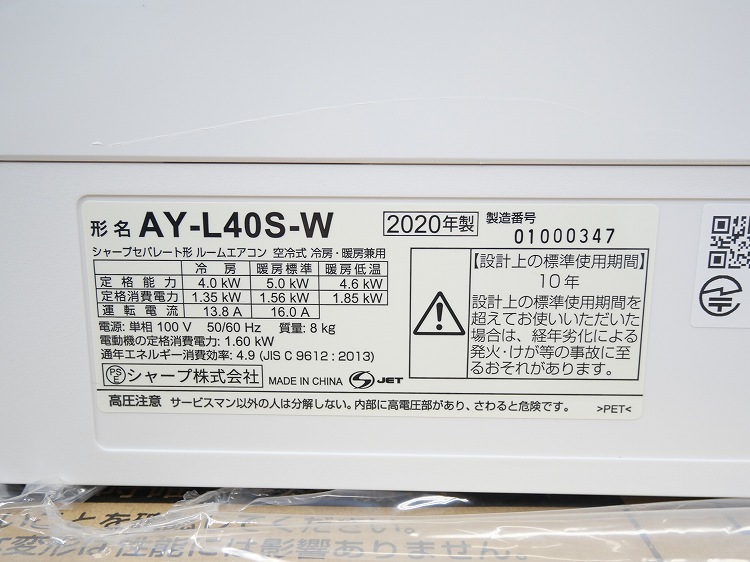 形名 AY-L40S-W 2020年製 製造番号 01000347
シャープセパレート形 ルームエアコン 空冷式 冷房・暖房兼用
冷房 暖房標準 暖房低温
定格能力 4.0 kW 5.0 kW 4.6 kW
定格消費電力 1.35 kW 1.56 kW 1.85 kW
運転電流 13.8 A 16.0 A
電源: 単相 100 V 50/60 Hz 質量: 8 kg
電動機の定格消費電力: 1.60 kW
通年エネルギー消費効率: 4.9 (JIS C 9612 : 2013)
PSE シャープ株式会社 MADE IN CHINA S JET
【設計上の標準使用期間】
10年
設計上の標準使用期間を
超えてお使いいただいた
場合は、経年劣化による
発火・けが等の事故に至
るおそれがあります。
高圧注意 サービスマン以外の人は分解しない。内部に高電圧部があり、さわると危険です。 >PET<
変形は性能には影響ありません。